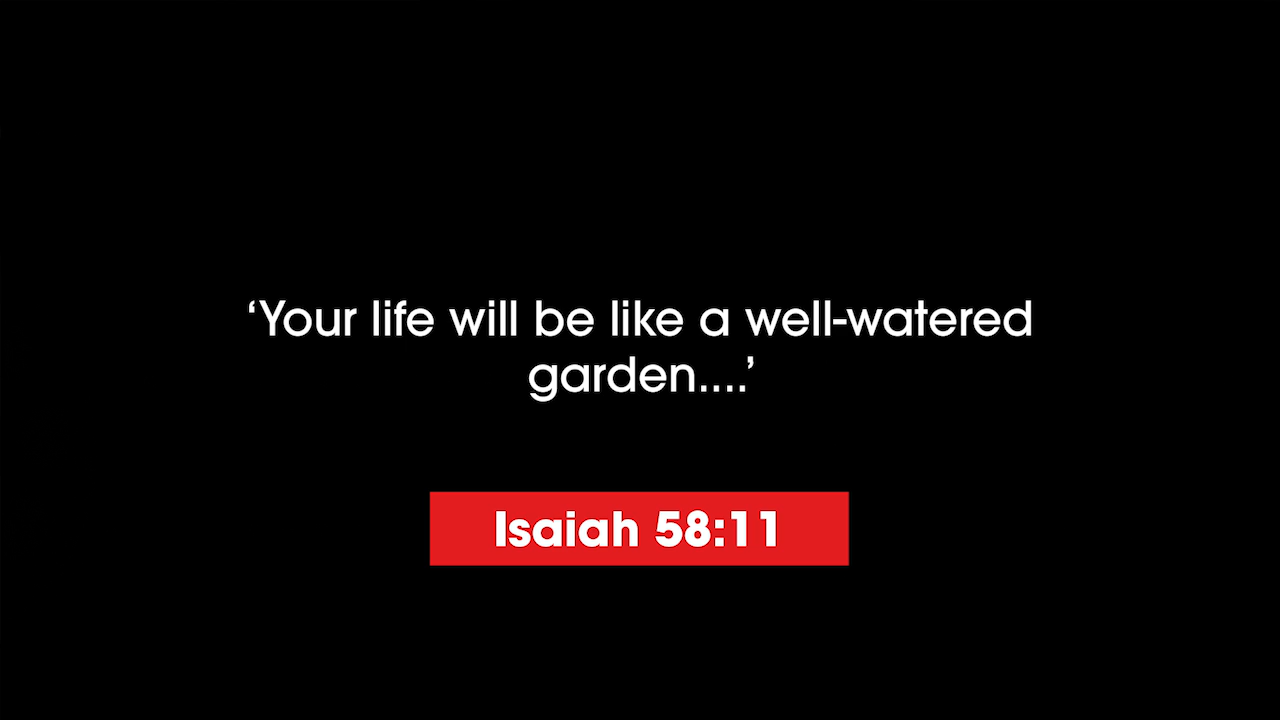 ‘Your life will be like a well-watered
garden....’
Isaiah 58:11